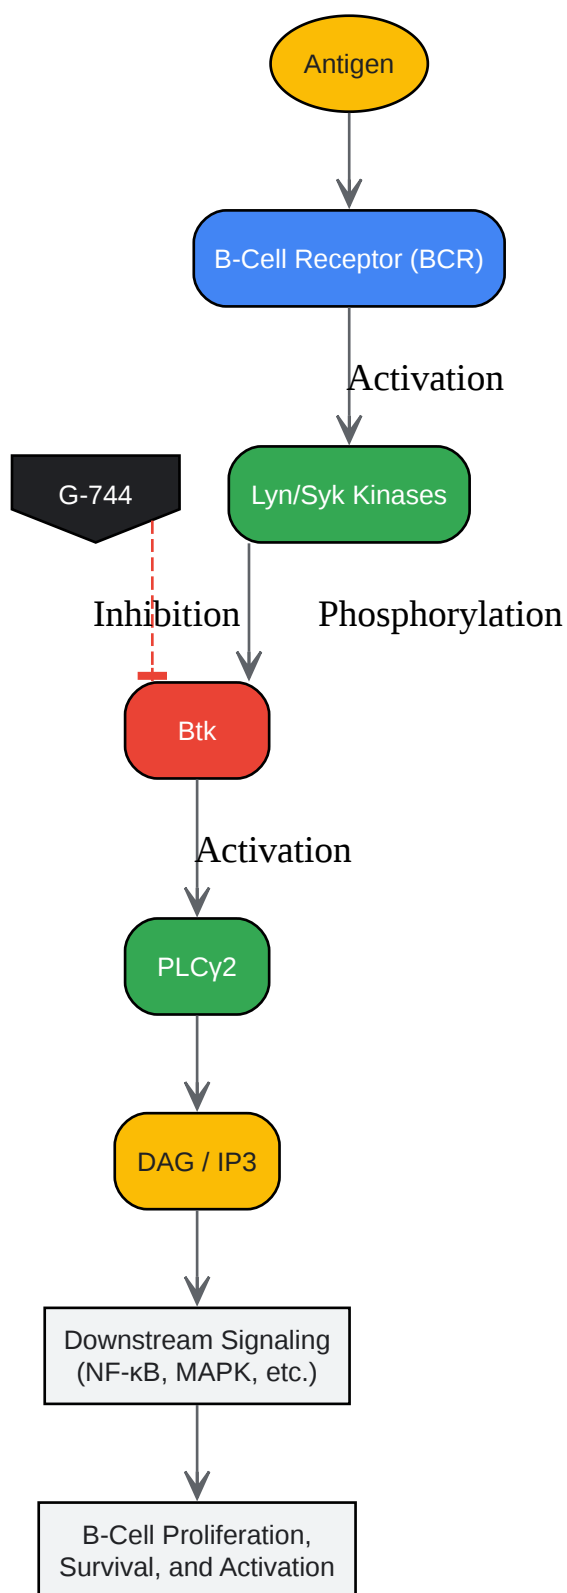 Antigen
B-Cell Receptor (BCR)
Activation
G-744
Lyn/Syk Kinases
Inhibition
Phosphorylation
Btk
Activation
PLCγ2
DAG / IP3
Downstream Signaling
(NF-κB, MAPK, etc.)
B-Cell Proliferation,
Survival, and Activation